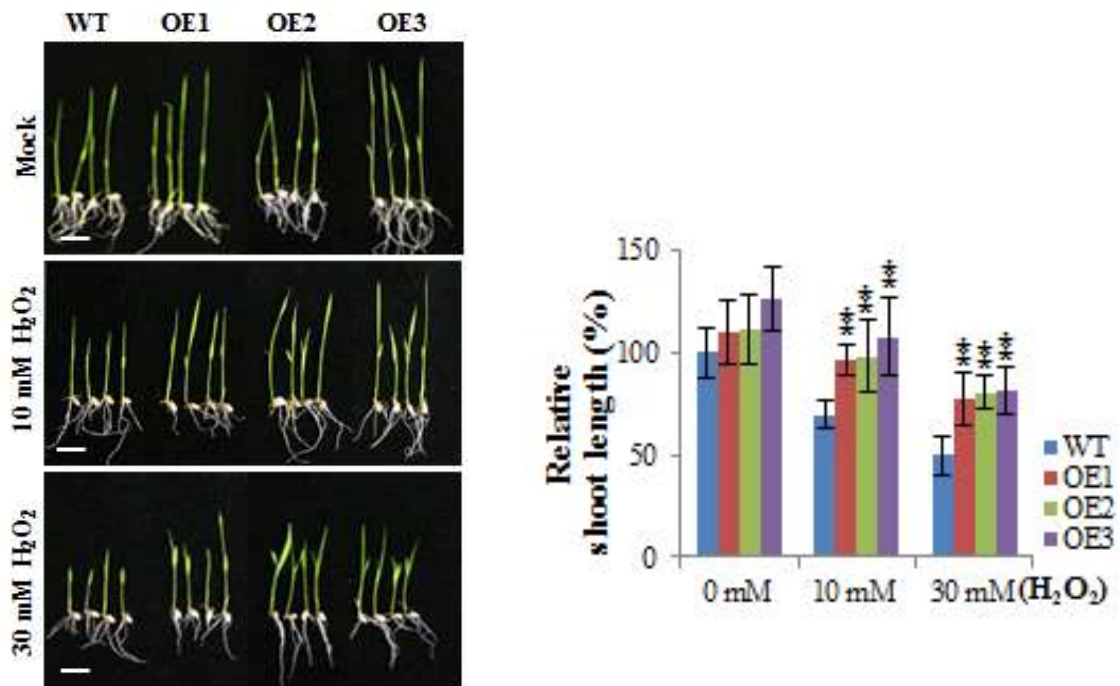 WT OE1 OE2 OE3
Mock
10 mM H₂O₂
30 mM H₂O₂
Relative
shoot length (%)
150
100
50
0
** ** **
** ** **
0 mM 10 mM 30 mM (H₂O₂)
WT
OE1
OE2
OE3